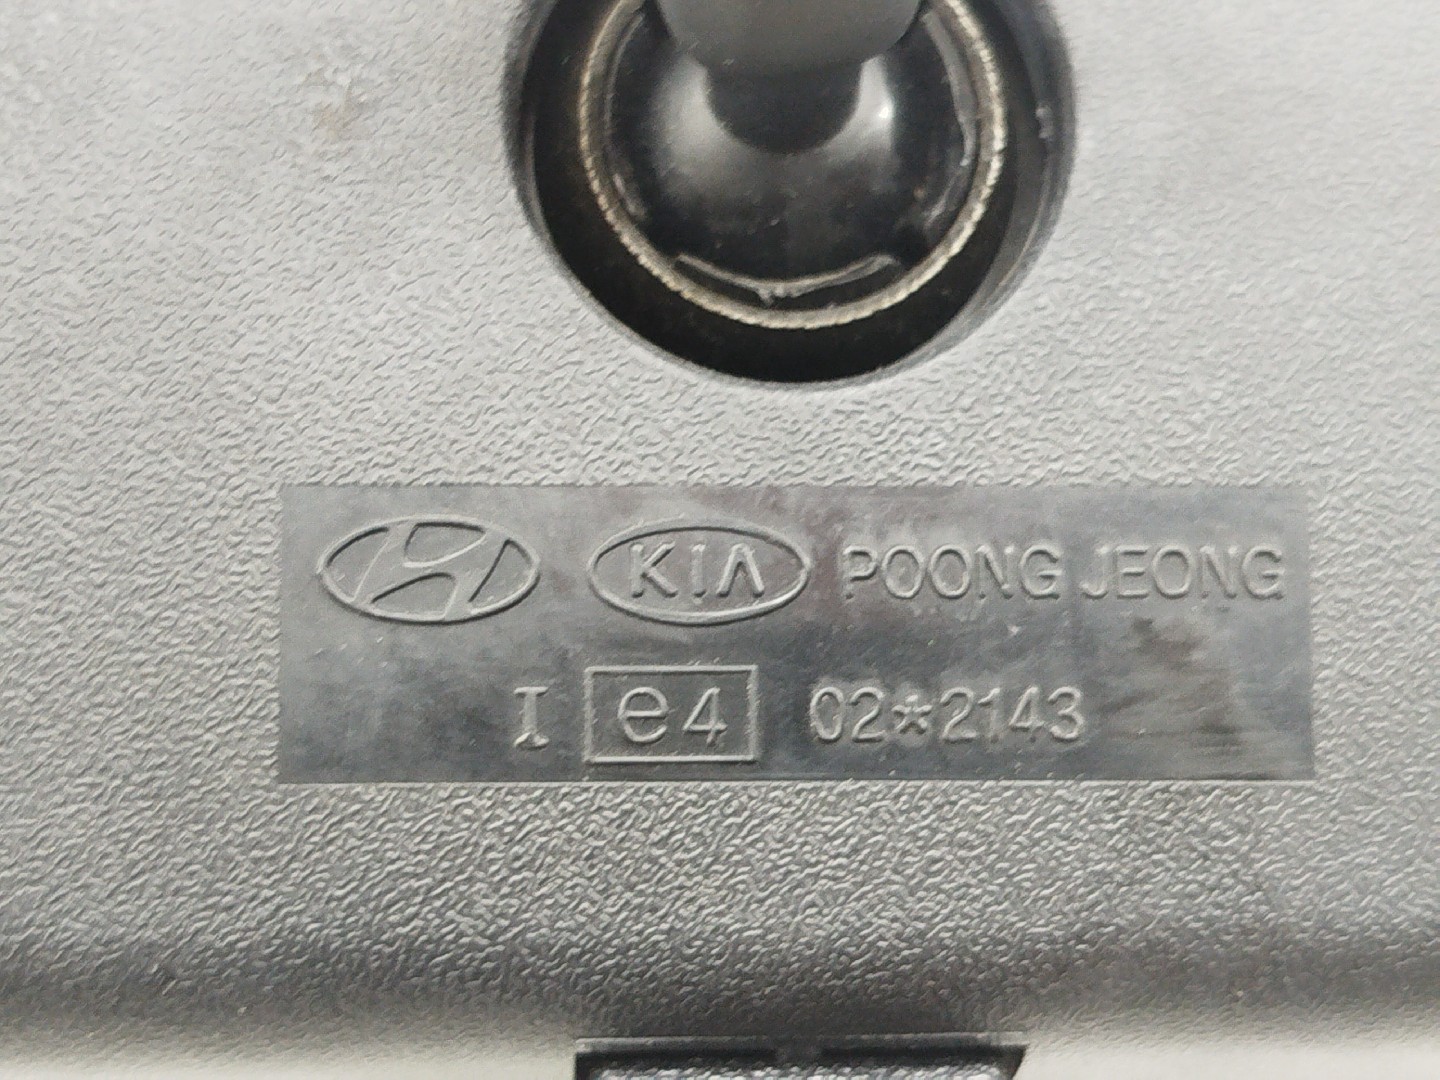 KIA POONG JEONG
I e4 02*2143